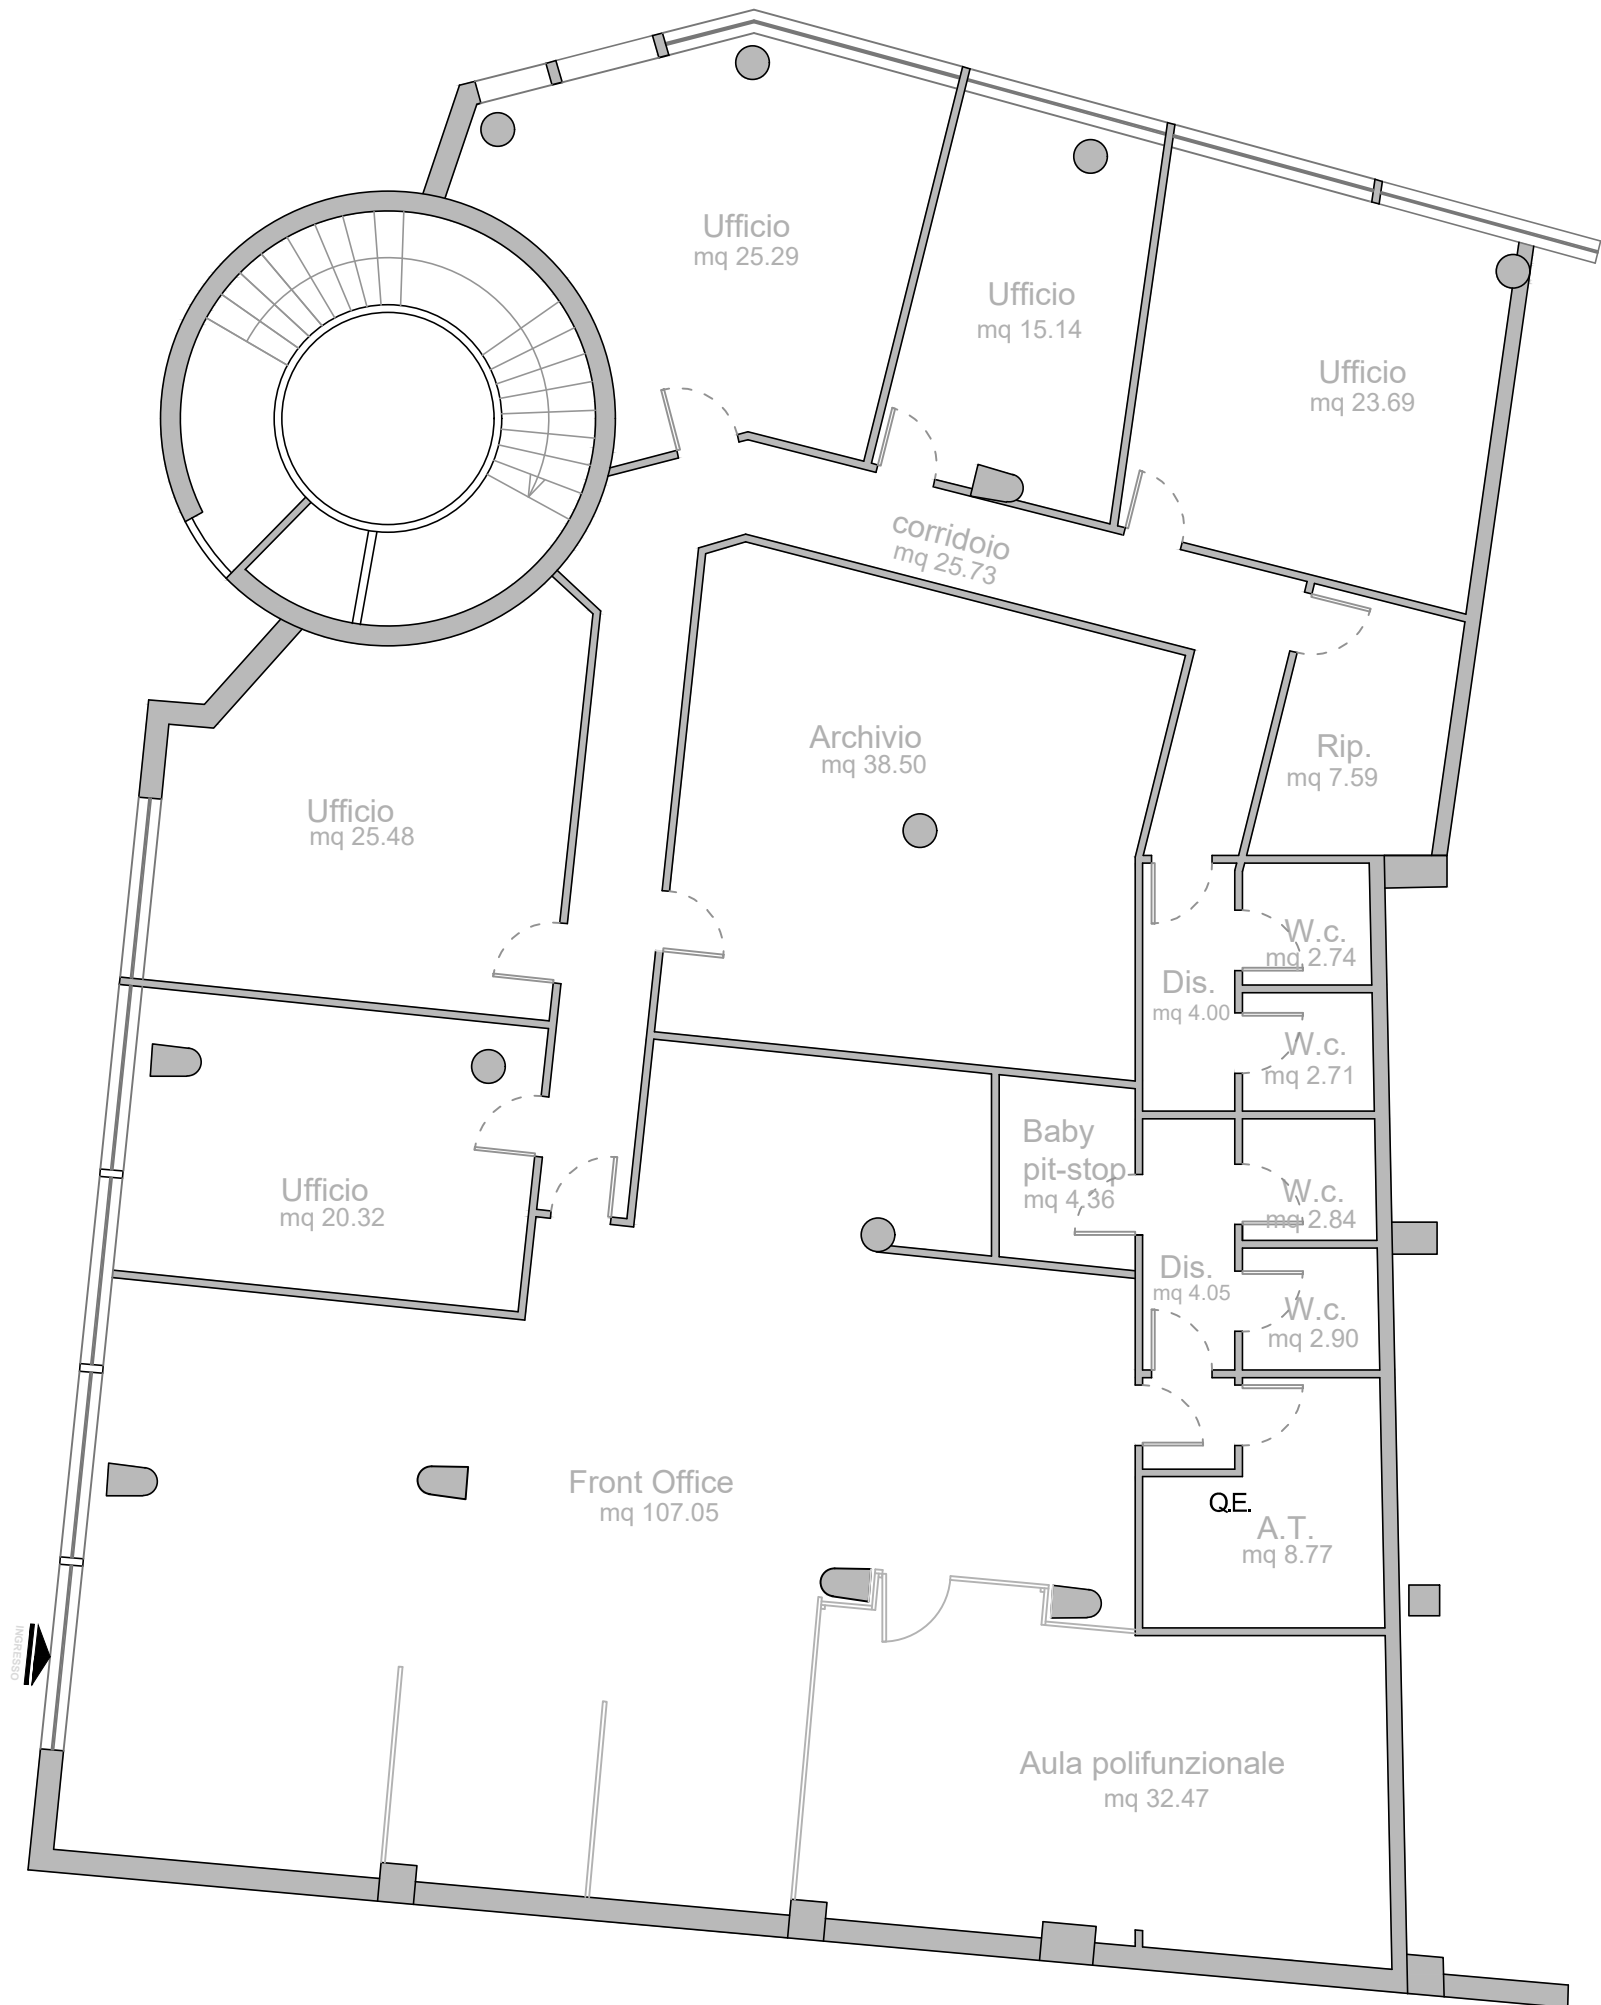 Ufficio
mq 25.29
Ufficio
mq 15.14
Ufficio
mq 23.69
corridoio
mq 25.73
Archivio
mq 38.50
Rip.
mq 7.59
Ufficio
mq 25.48
W.c.
mq 2.74
Dis.
mq 4.00
W.c.
mq 2.71
Baby
pit-stop
mq 4.36
Ufficio
mq 20.32
W.c.
mq 2.84
Dis.
mq 4.05
W.c.
mq 2.90
Front Office
mq 107.05
Q.E.
A.T.
mq 8.77
INGRESSO
Aula polifunzionale
mq 32.47